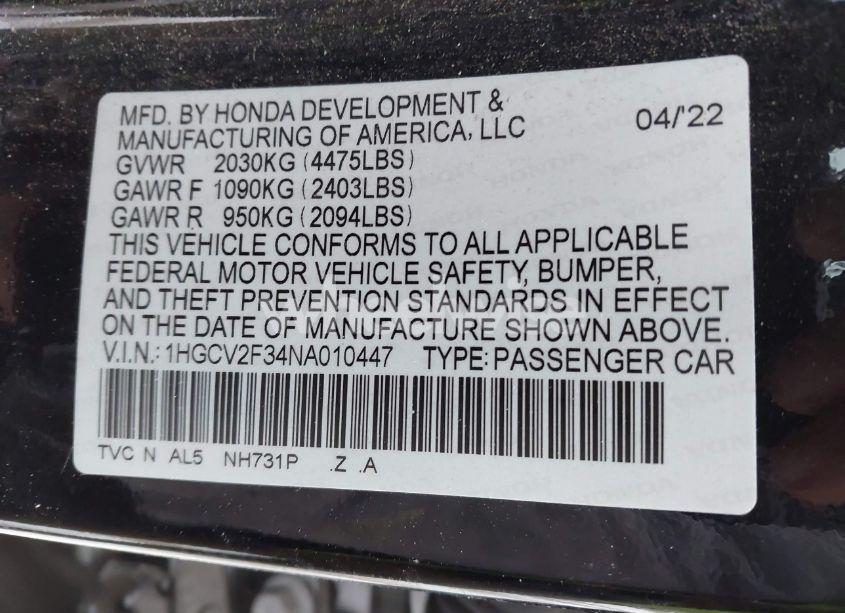 MFD. BY HONDA DEVELOPMENT &
MANUFACTURING OF AMERICA, LLC 04/'22
GVWR 2030KG (4475LBS)
GAWR F 1090KG (2403LBS)
GAWR R 950KG (2094LBS)
THIS VEHICLE CONFORMS TO ALL APPLICABLE
FEDERAL MOTOR VEHICLE SAFETY, BUMPER,
AND THEFT PREVENTION STANDARDS IN EFFECT
ON THE DATE OF MANUFACTURE SHOWN ABOVE.
V.I.N.: 1HGCV2F34NA010447 TYPE: PASSENGER CAR
TVC N AL5 NH731P .Z .A